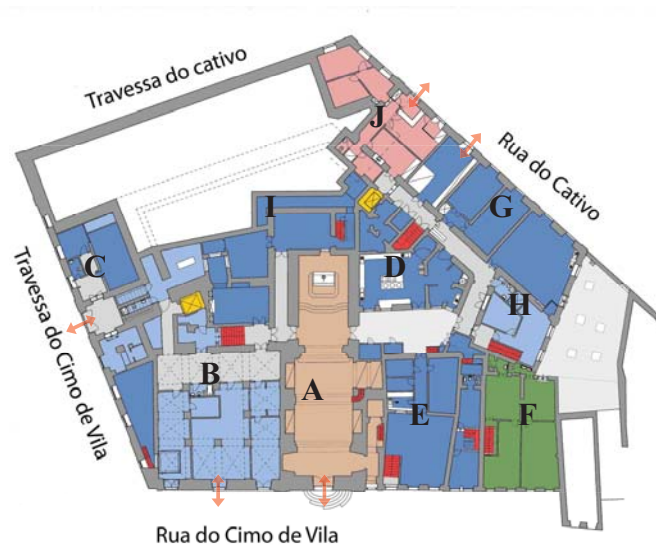 Travessa do cativo
J
Rua do Cativo
I
G
C
D
H
Travessa do Cimo de Vila
B
A
E
F
Rua do Cimo de Vila